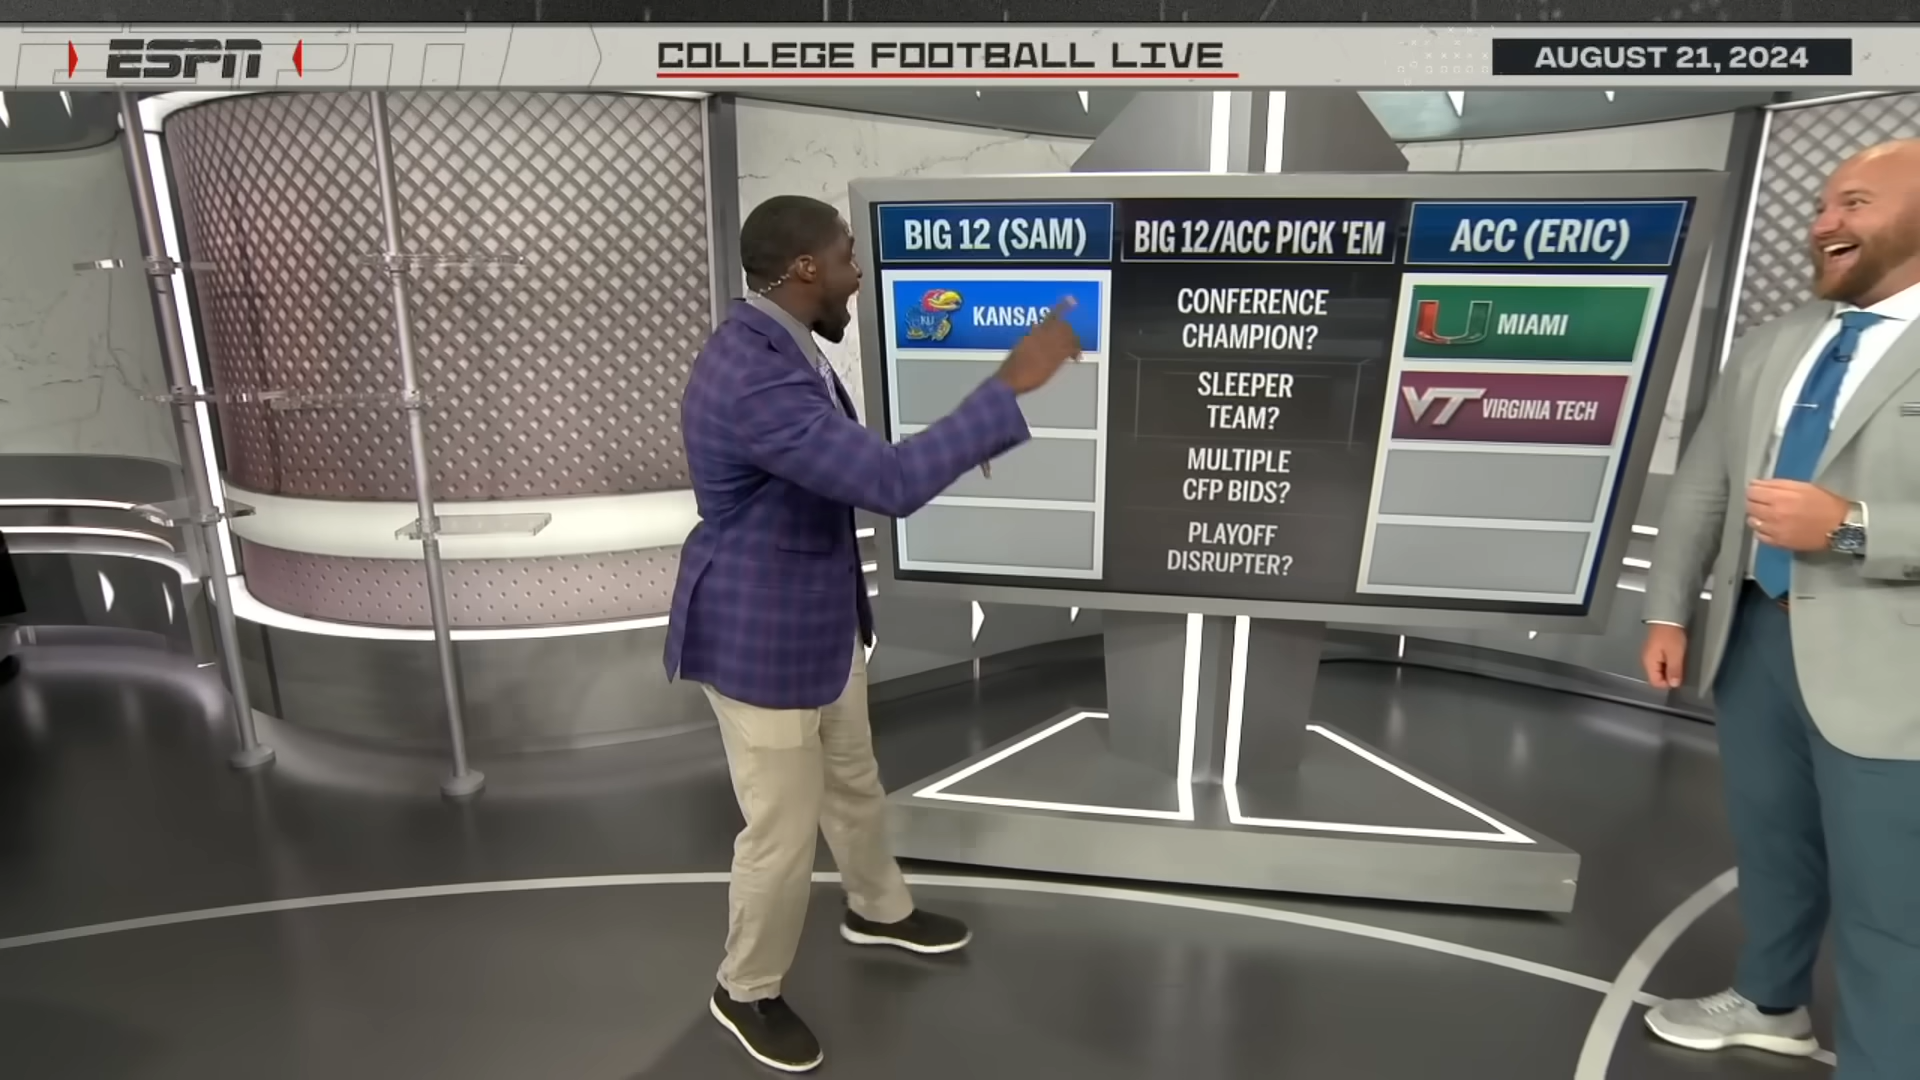 ESPN
COLLEGE FOOTBALL LIVE
AUGUST 21, 2024
BIG 12 (SAM)
BIG 12/ACC PICK 'EM
ACC (ERIC)
KU
KANSAS
CONFERENCE
CHAMPION?
MIAMI
SLEEPER
TEAM?
VT VIRGINIA TECH
MULTIPLE
CFP BIDS?
PLAYOFF
DISRUPTER?